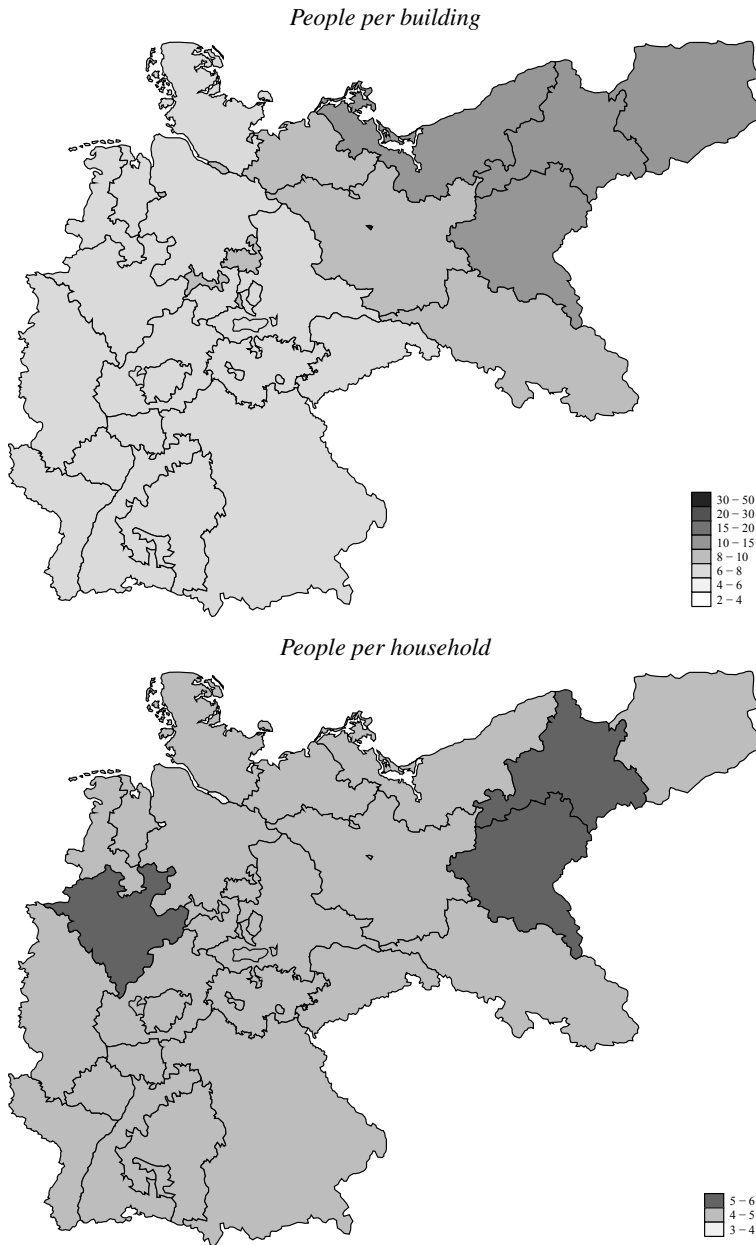 People per building
30 – 50
20 – 30
15 – 20
10 – 15
8 – 10
6 – 8
4 – 6
2 – 4
People per household
5 – 6
4 – 5
3 – 4